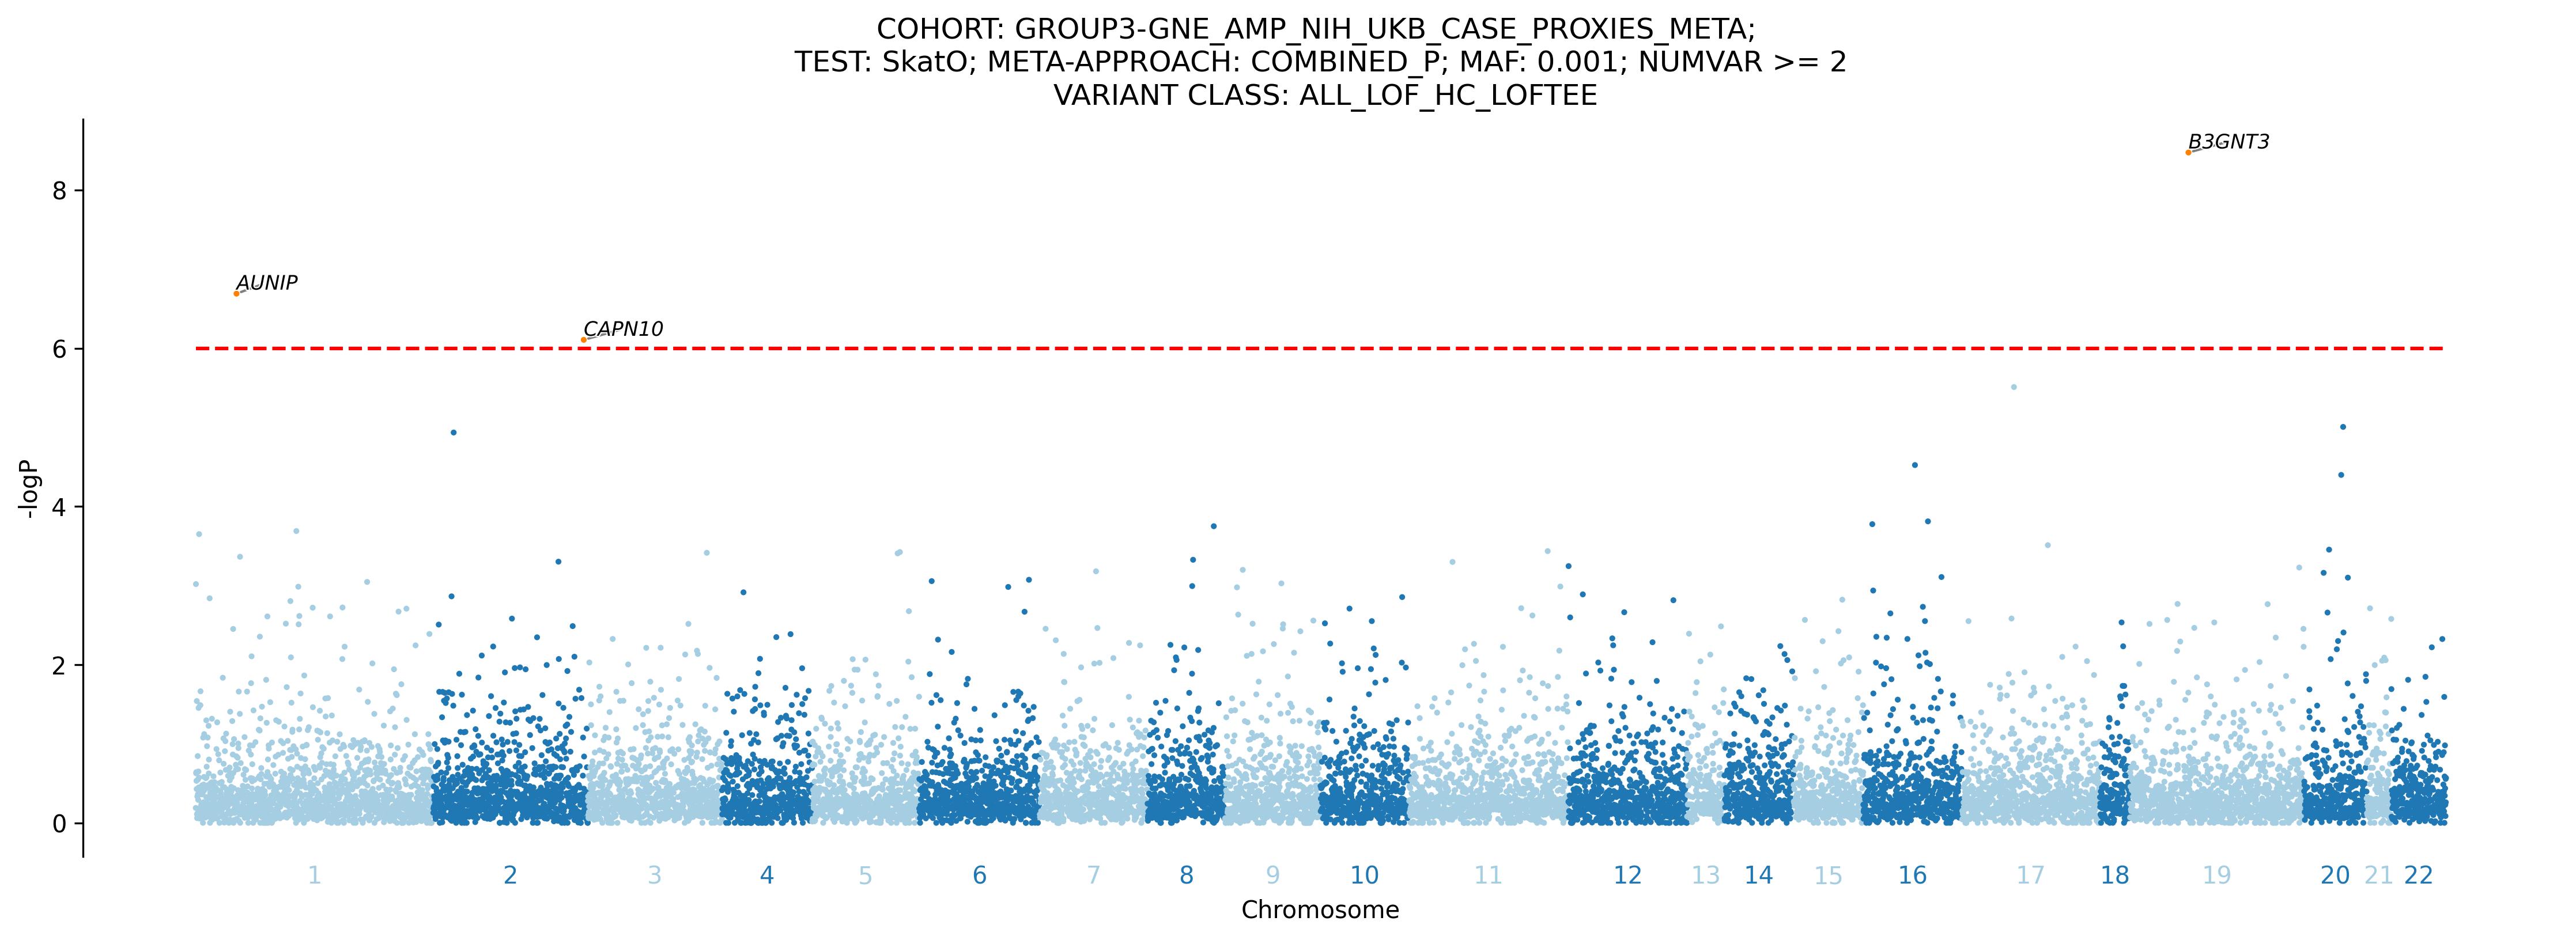 COHORT: GROUP3-GNE_AMP_NIH_UKB_CASE_PROXIES_META;
TEST: SkatO; META-APPROACH: COMBINED_P; MAF: 0.001; NUMVAR >= 2
VARIANT CLASS: ALL_LOF_HC_LOFTEE
B3GNT3
8
AUNIP
CAPN10
6
-logP
4
2
0
1 2 3 4 5 6 7 8 9 10 11 12 13 14 15 16 17 18 19 20 21 22
Chromosome